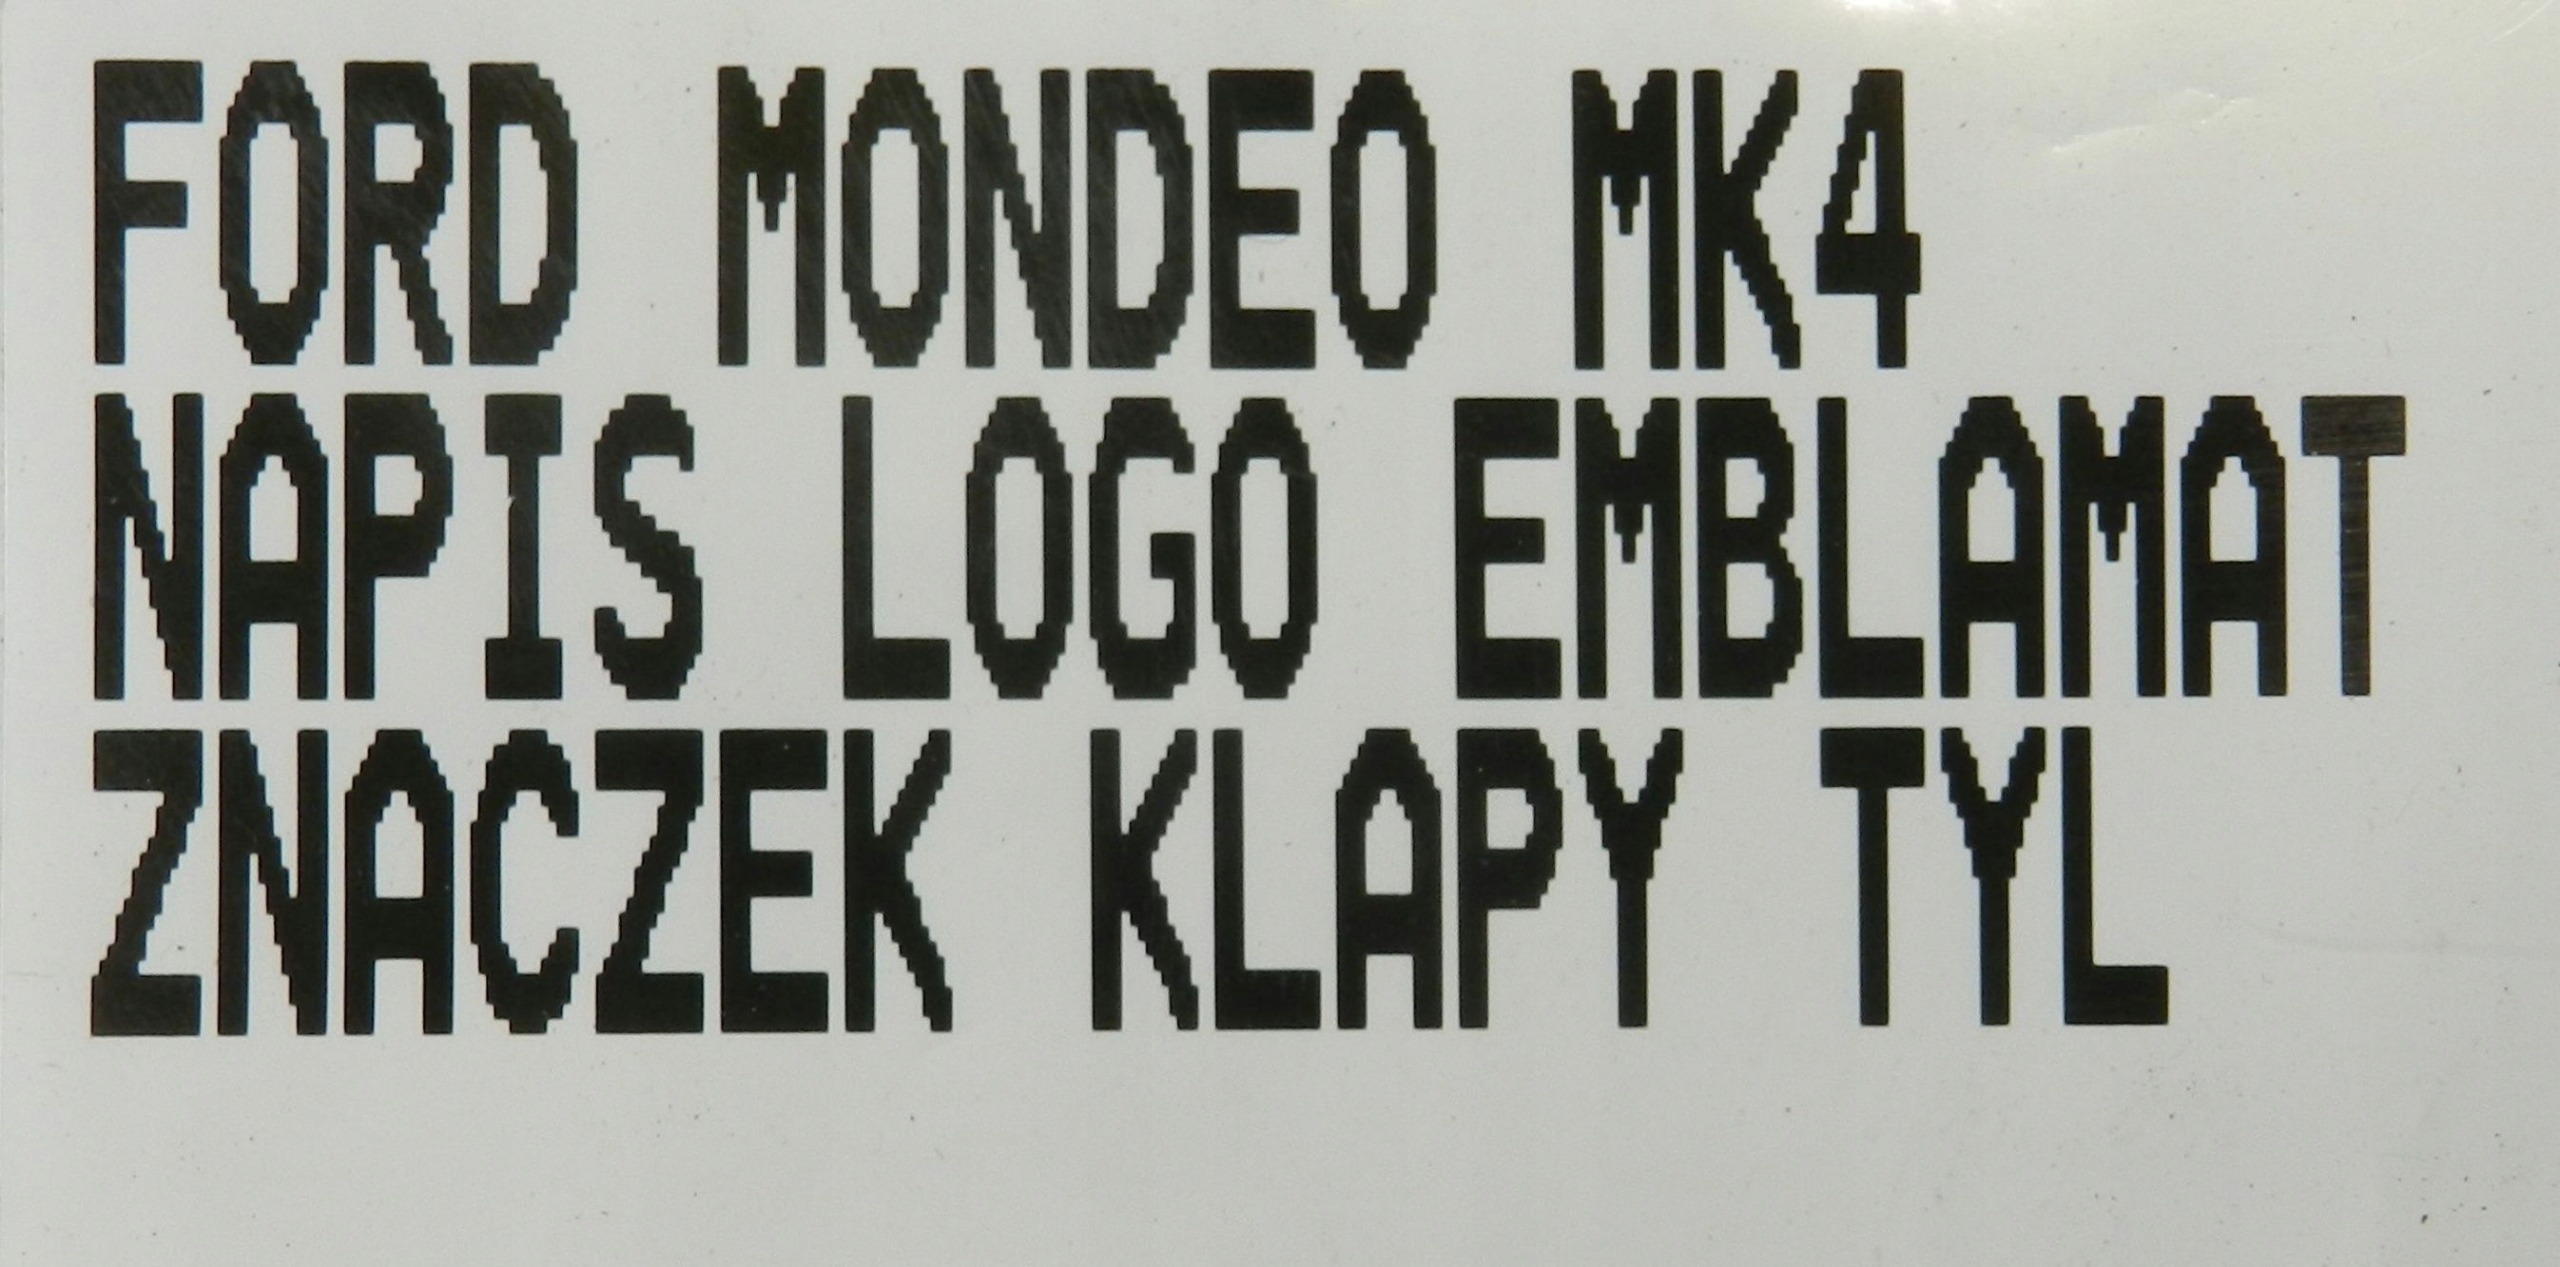 FORD MONDEO MK4
NAPIS LOGO EMBLAMAT
ZNACZEK KLAPY TYL